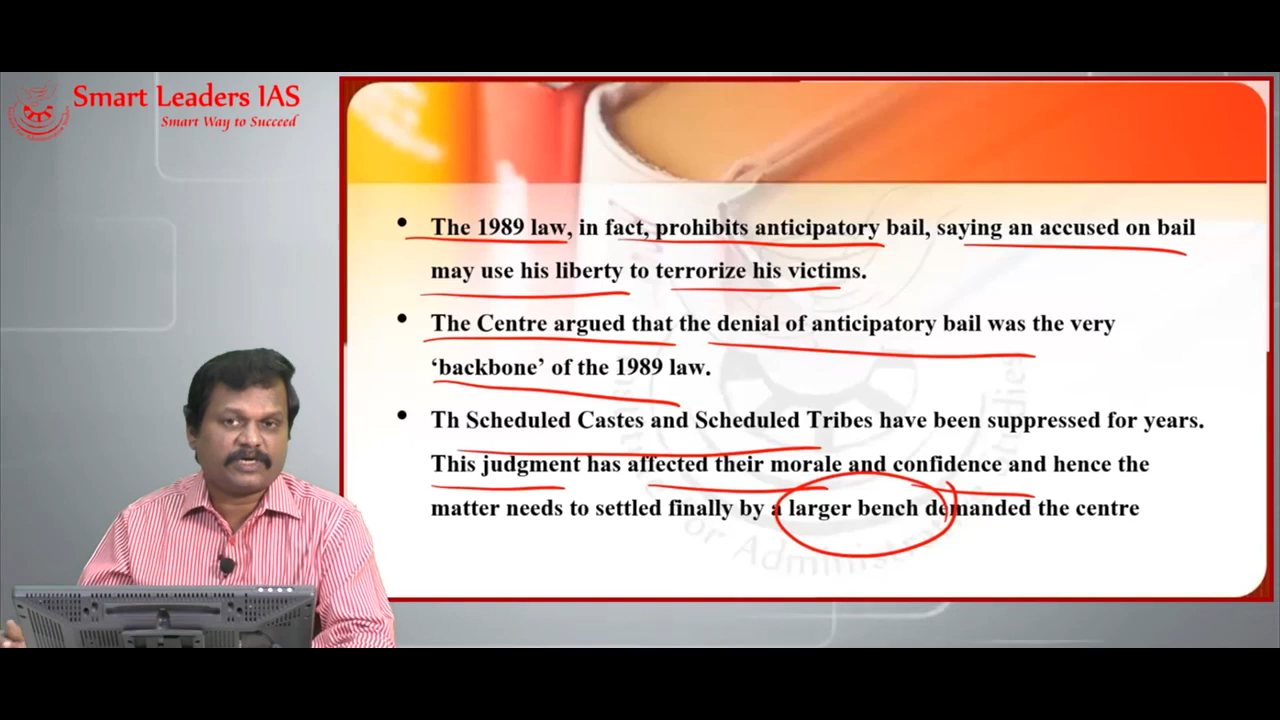 Smart Leaders IAS
Smart Way to Succeed
• The 1989 law, in fact, prohibits anticipatory bail, saying an accused on bail
may use his liberty to terrorize his victims.
• The Centre argued that the denial of anticipatory bail was the very
‘backbone’ of the 1989 law.
• Th Scheduled Castes and Scheduled Tribes have been suppressed for years.
This judgment has affected their morale and confidence and hence the
matter needs to settled finally by a larger bench demanded the centre